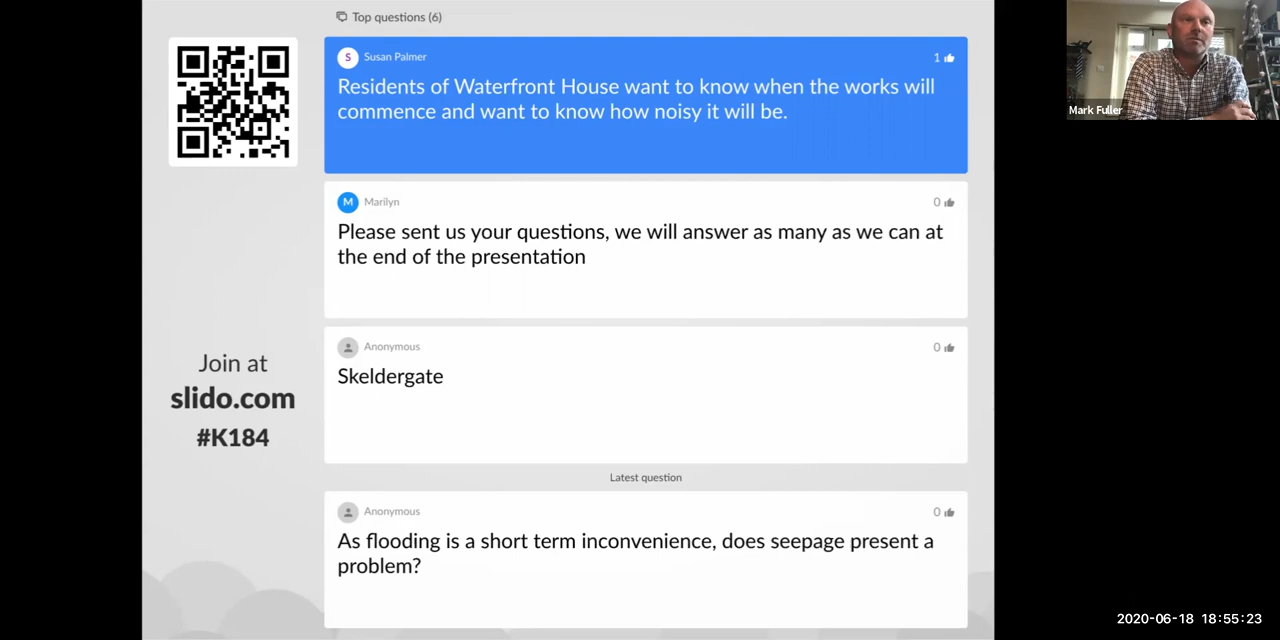 Top questions (6)
S Susan Palmer 1
Residents of Waterfront House want to know when the works will
commence and want to know how noisy it will be.
M Marilyn 0
Please sent us your questions, we will answer as many as we can at
the end of the presentation
Anonymous 0
Skeldergate
Latest question
Anonymous 0
As flooding is a short term inconvenience, does seepage present a
problem?
Join at
slido.com
#K184
Mark Fuller
2020-06-18 18:55:23